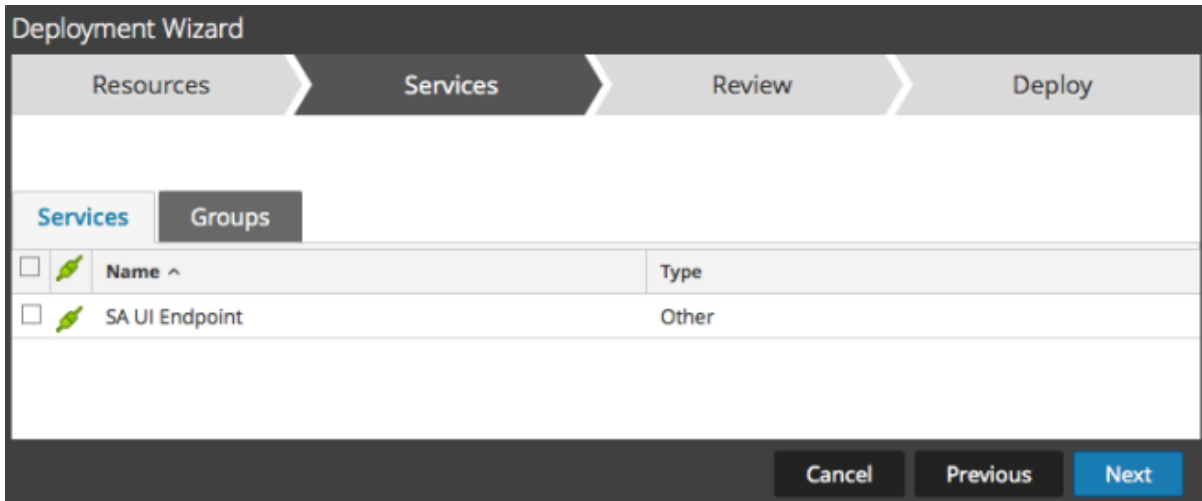 Deployment Wizard
Resources Services Review Deploy
Services Groups
Name Type
SA UI Endpoint Other
Cancel Previous Next